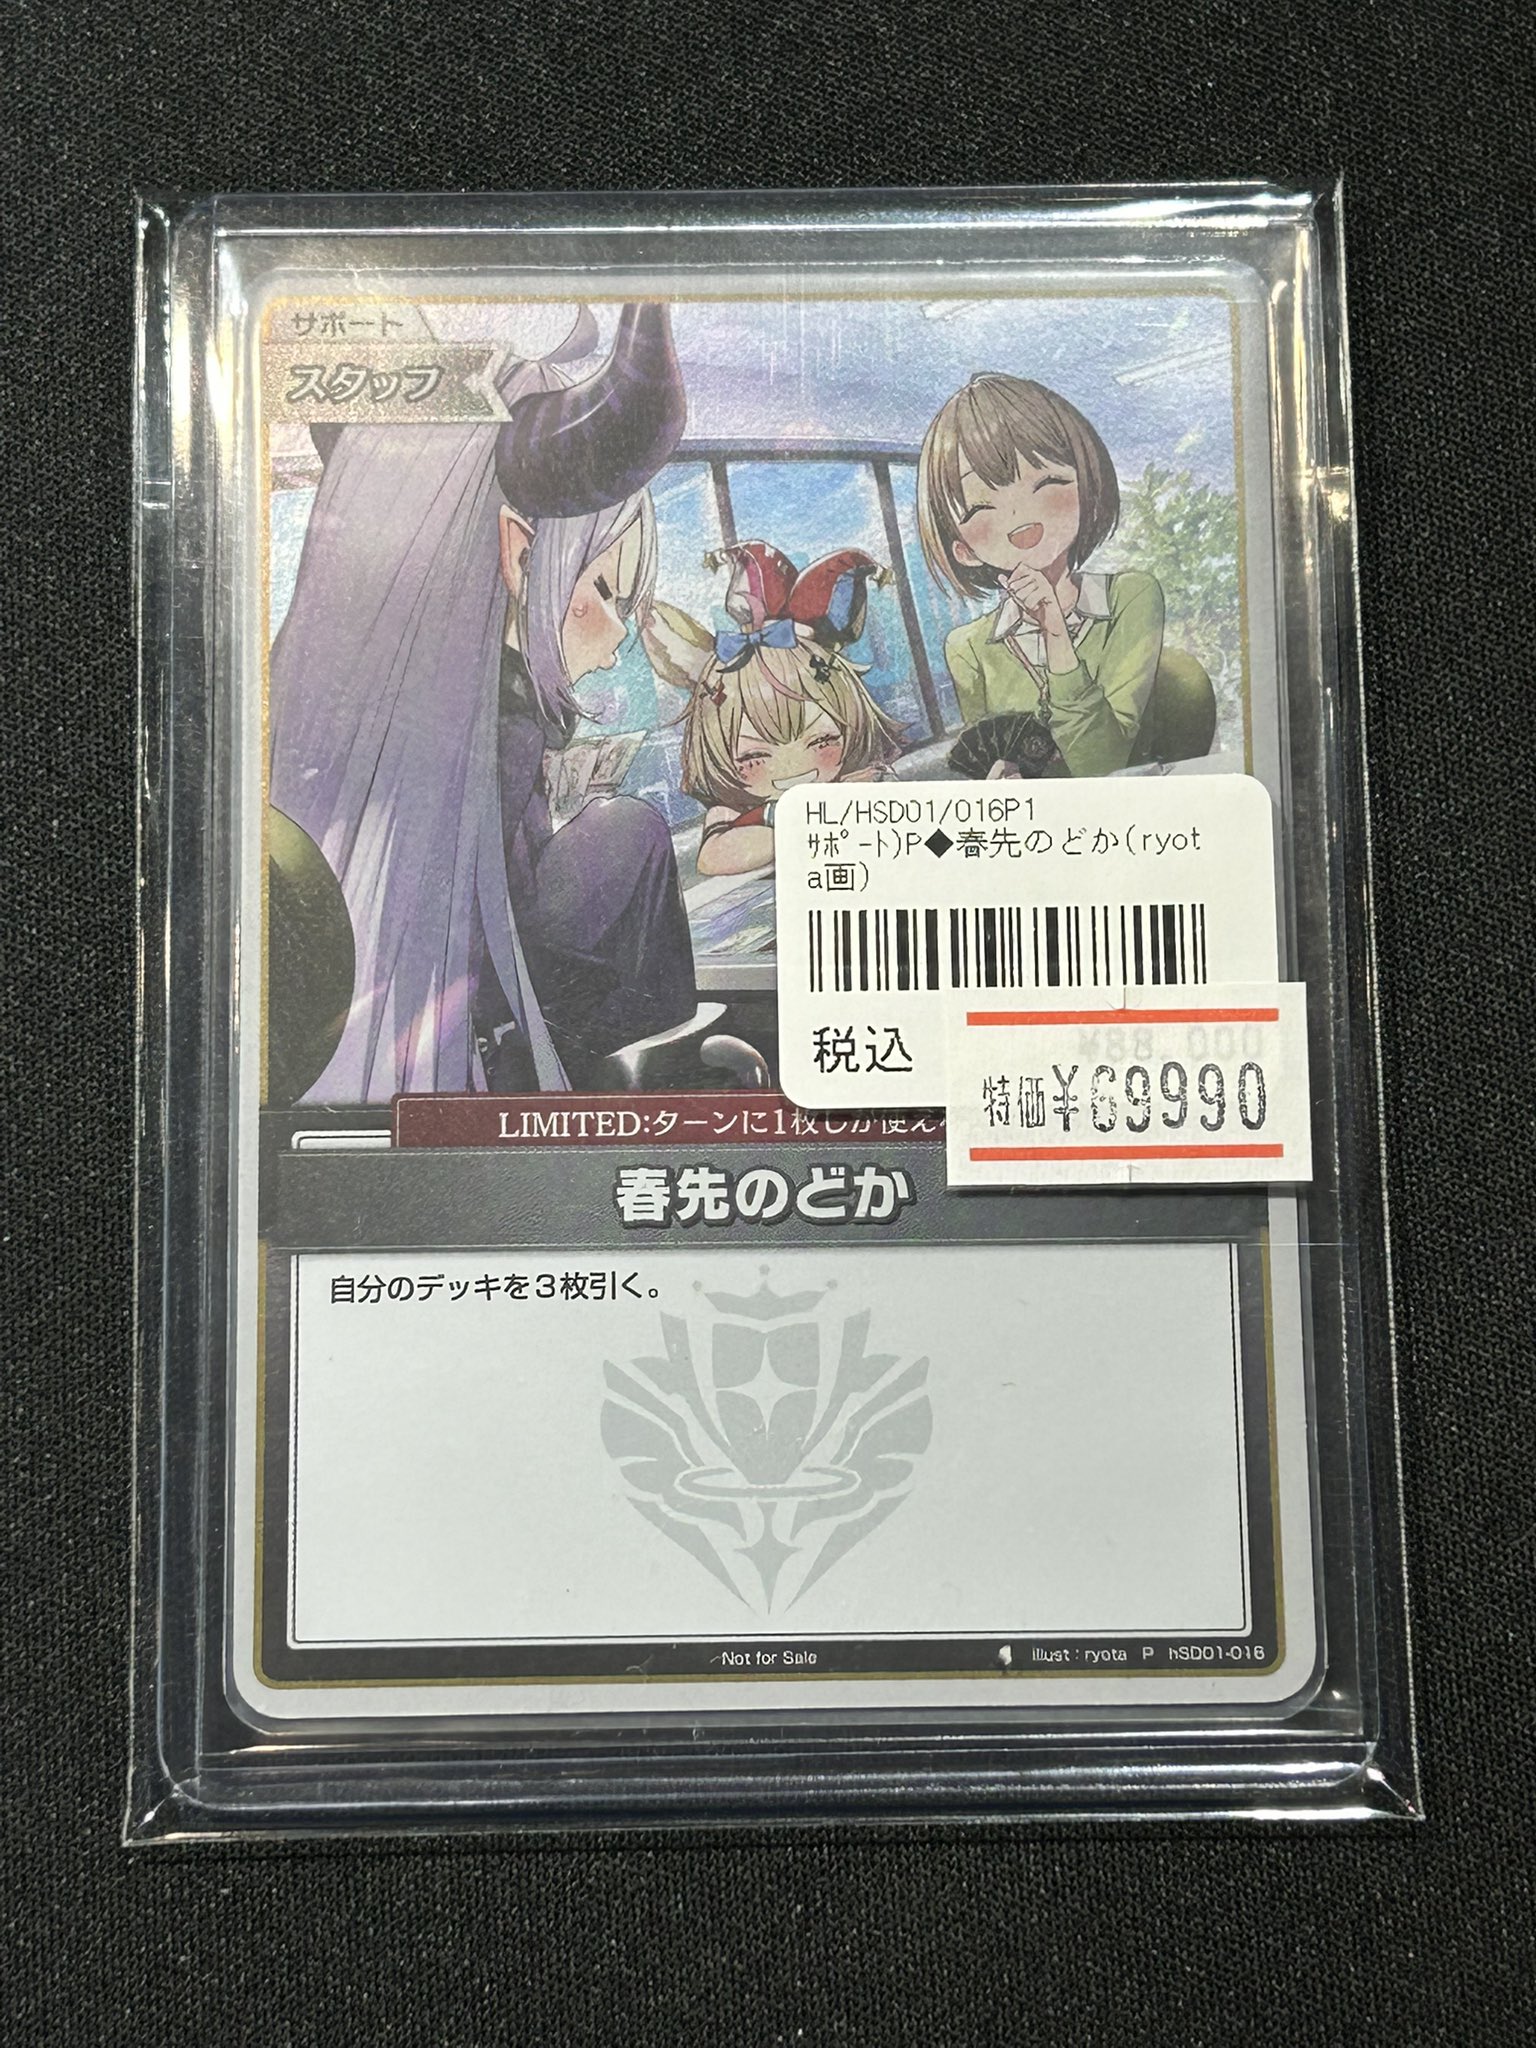 サポート
スタッフ
HL/HSD01/016P1
ｻﾎﾟｰﾄ)P◆春先のどか(ryot
a画)
税込
¥88,000
特価¥69990
LIMITED:ターンに1枚しか使え
春先のどか
自分のデッキを3枚引く。
Not for Sale
illust：ryota P hSD01-016